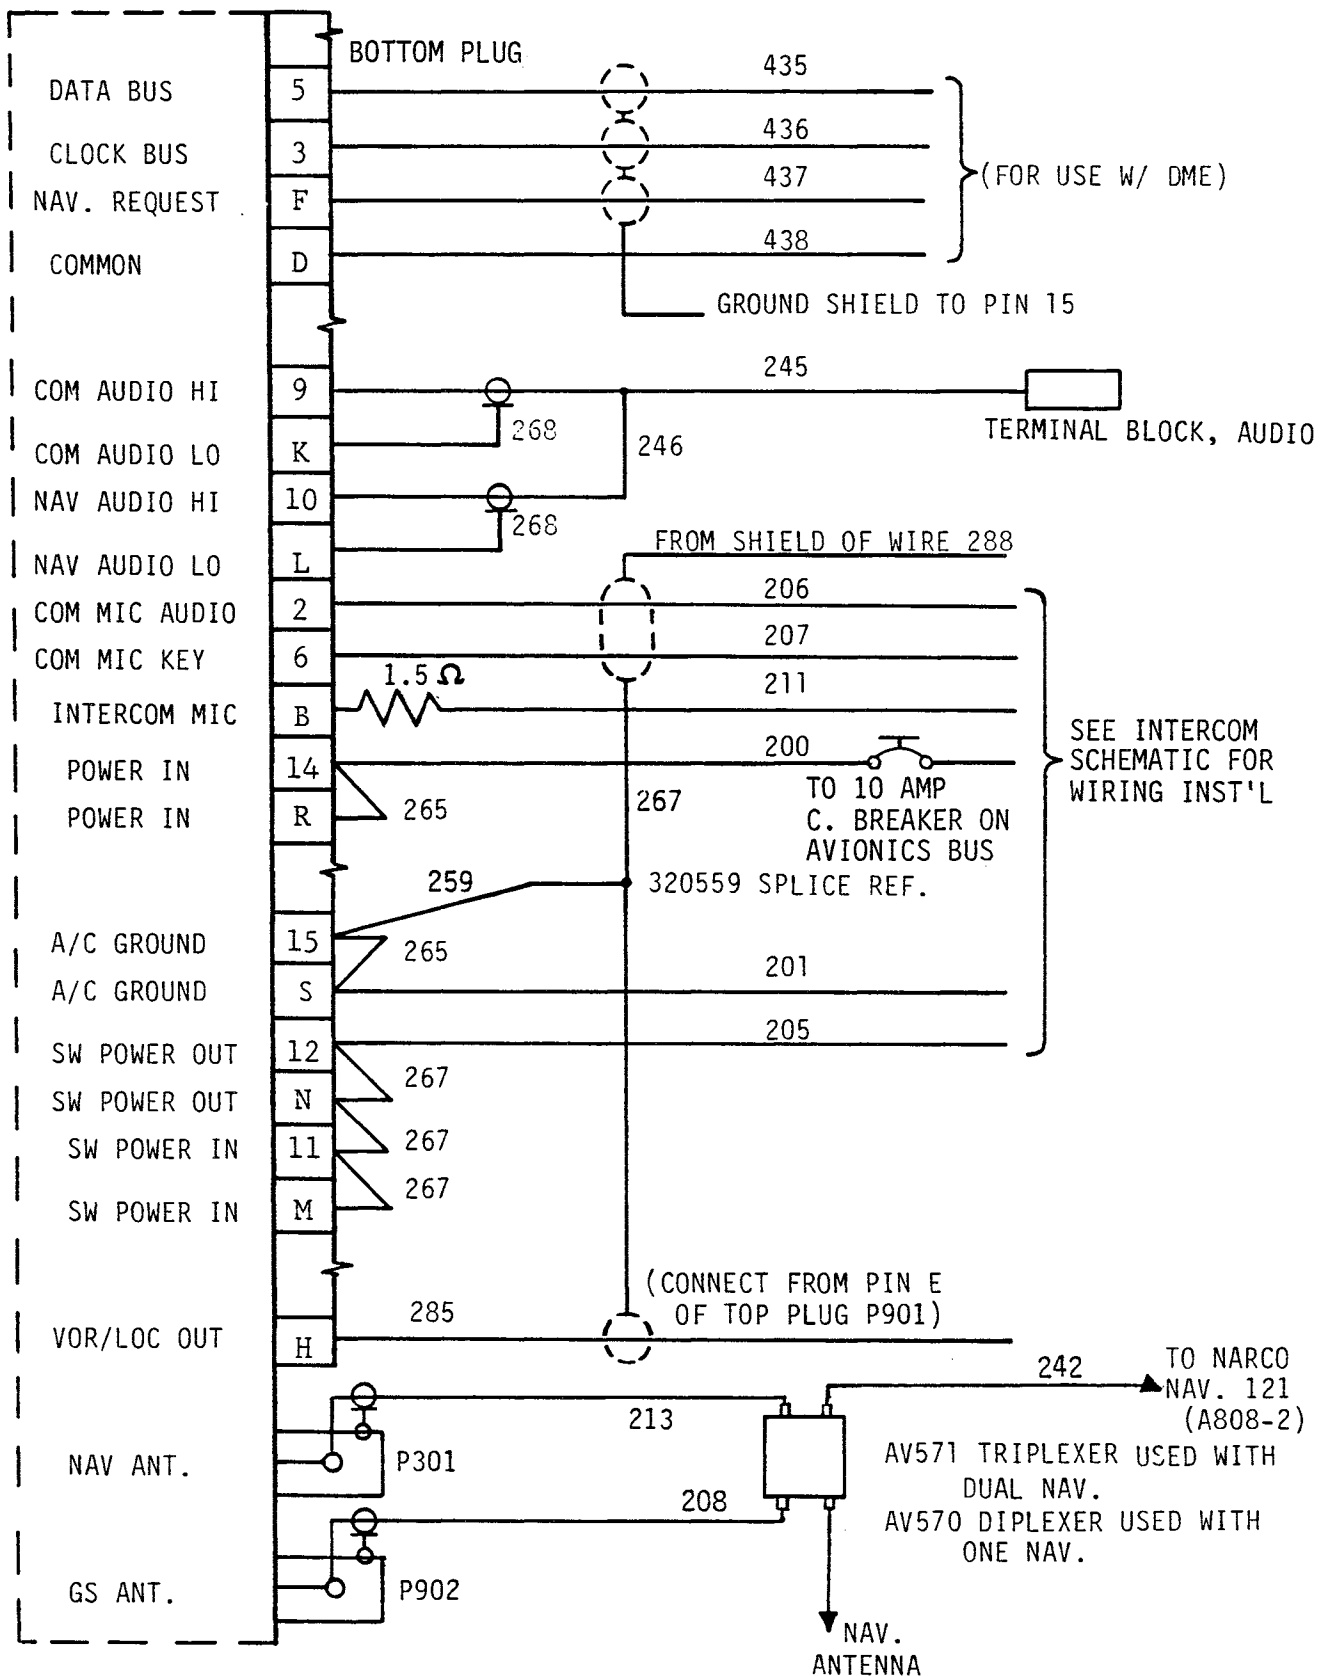 BOTTOM PLUG
DATA BUS 5 435
CLOCK BUS 3 436
NAV. REQUEST F 437
(FOR USE W/ DME)
COMMON D 438
GROUND SHIELD TO PIN 15
COM AUDIO HI 9 245
TERMINAL BLOCK, AUDIO
COM AUDIO LO K 268
246
NAV AUDIO HI 10
268
FROM SHIELD OF WIRE 288
NAV AUDIO LO L
COM MIC AUDIO 2 206
COM MIC KEY 6 207
1.5 Ω
INTERCOM MIC B 211
SEE INTERCOM
SCHEMATIC FOR
WIRING INST'L
POWER IN 14 200
TO 10 AMP
C. BREAKER ON
AVIONICS BUS
POWER IN R 265
267
259
320559 SPLICE REF.
A/C GROUND 15 265
A/C GROUND S 201
SW POWER OUT 12 205
267
SW POWER OUT N
267
SW POWER IN 11
267
SW POWER IN M
(CONNECT FROM PIN E
OF TOP PLUG P901)
VOR/LOC OUT H 285
242
TO NARCO
NAV. 121
(A808-2)
213
NAV ANT. P301
AV571 TRIPLEXER USED WITH
DUAL NAV.
AV570 DIPLEXER USED WITH
ONE NAV.
208
GS ANT. P902
NAV.
ANTENNA